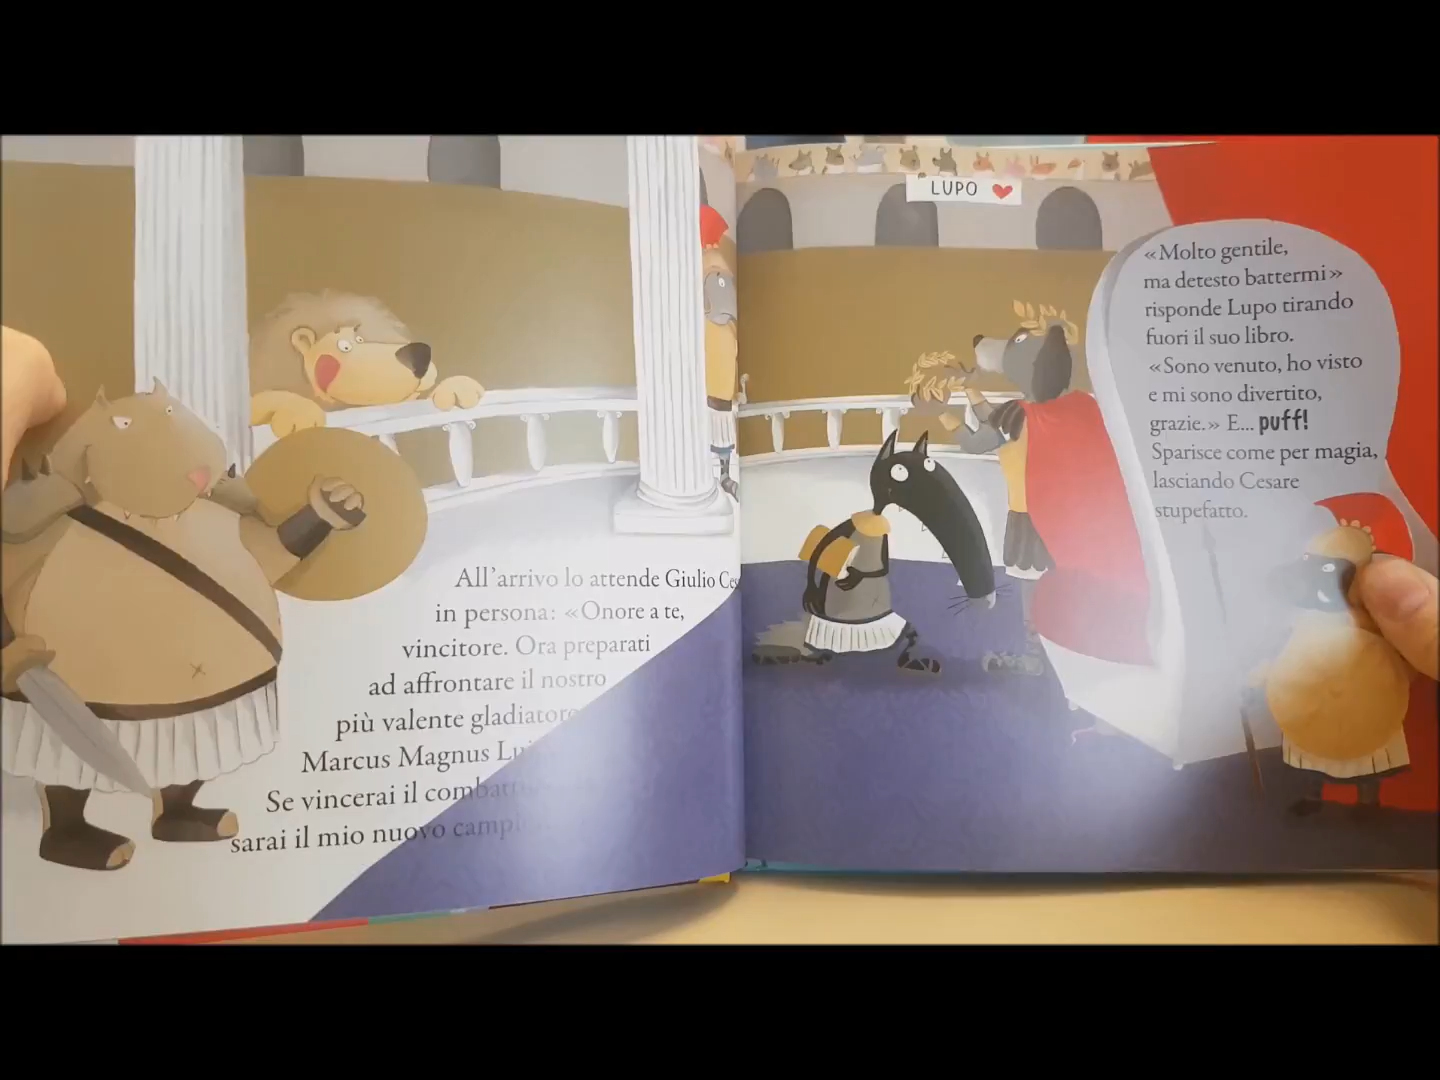 All'arrivo lo attende Giulio
in persona: «Onore a te,
vincitore. Ora preparati
ad affrontare il nostro
più valente gladiatore
Marcus Magnus
Se vincerai il
sarai il mio nuovo
LUPO
«Molto gentile,
ma detesto battermi»
risponde Lupo tirando
fuori il suo libro.
«Sono venuto, ho visto
e mi sono divertito,
grazie.» E... puff!
Sparisce come per magia,
lasciando Cesare
stupefatto.